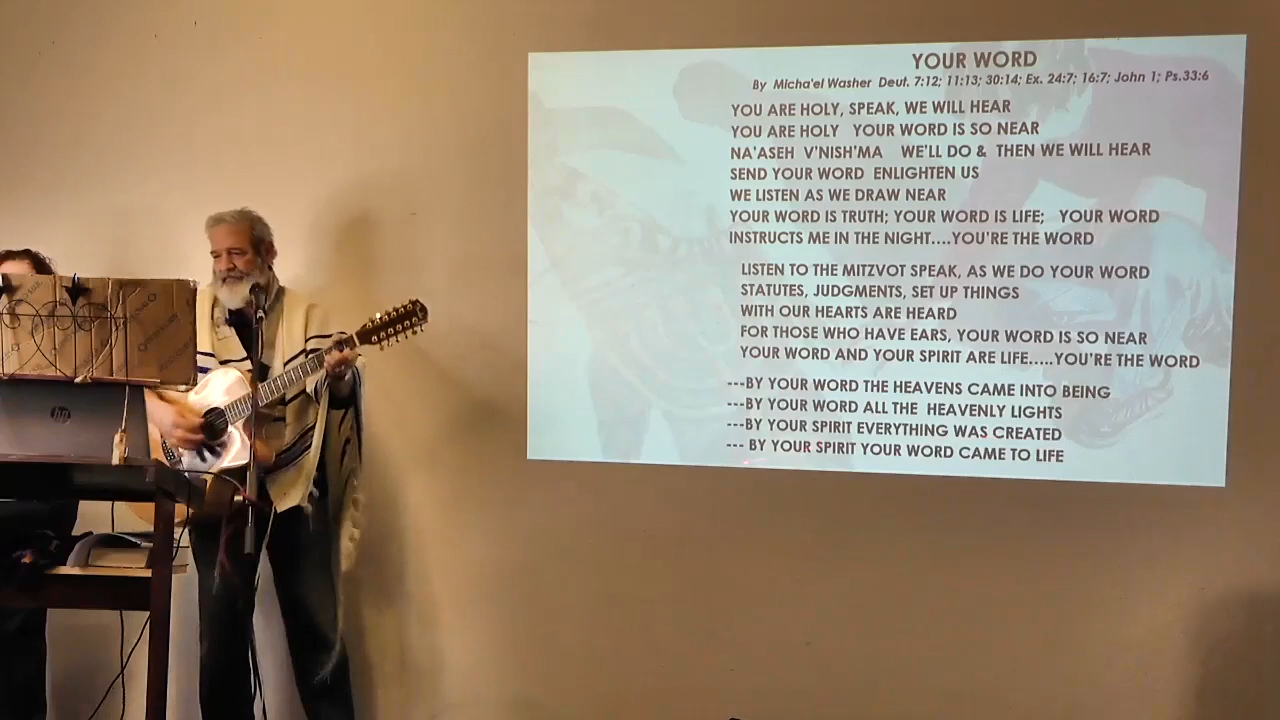 YOUR WORD
By Micha'el Washer Deut. 7:12; 11:13; 30:14; Ex. 24:7; 16:7; John 1; Ps.33:6
YOU ARE HOLY, SPEAK, WE WILL HEAR
YOU ARE HOLY YOUR WORD IS SO NEAR
NA'ASEH V'NISH'MA WE'LL DO & THEN WE WILL HEAR
SEND YOUR WORD ENLIGHTEN US
WE LISTEN AS WE DRAW NEAR
YOUR WORD IS TRUTH; YOUR WORD IS LIFE; YOUR WORD
INSTRUCTS ME IN THE NIGHT....YOU'RE THE WORD
LISTEN TO THE MITZVOT SPEAK, AS WE DO YOUR WORD
STATUTES, JUDGMENTS, SET UP THINGS
WITH OUR HEARTS ARE HEARD
FOR THOSE WHO HAVE EARS, YOUR WORD IS SO NEAR
YOUR WORD AND YOUR SPIRIT ARE LIFE.....YOU'RE THE WORD
---BY YOUR WORD THE HEAVENS CAME INTO BEING
---BY YOUR WORD ALL THE HEAVENLY LIGHTS
---BY YOUR SPIRIT EVERYTHING WAS CREATED
--- BY YOUR SPIRIT YOUR WORD CAME TO LIFE
hp